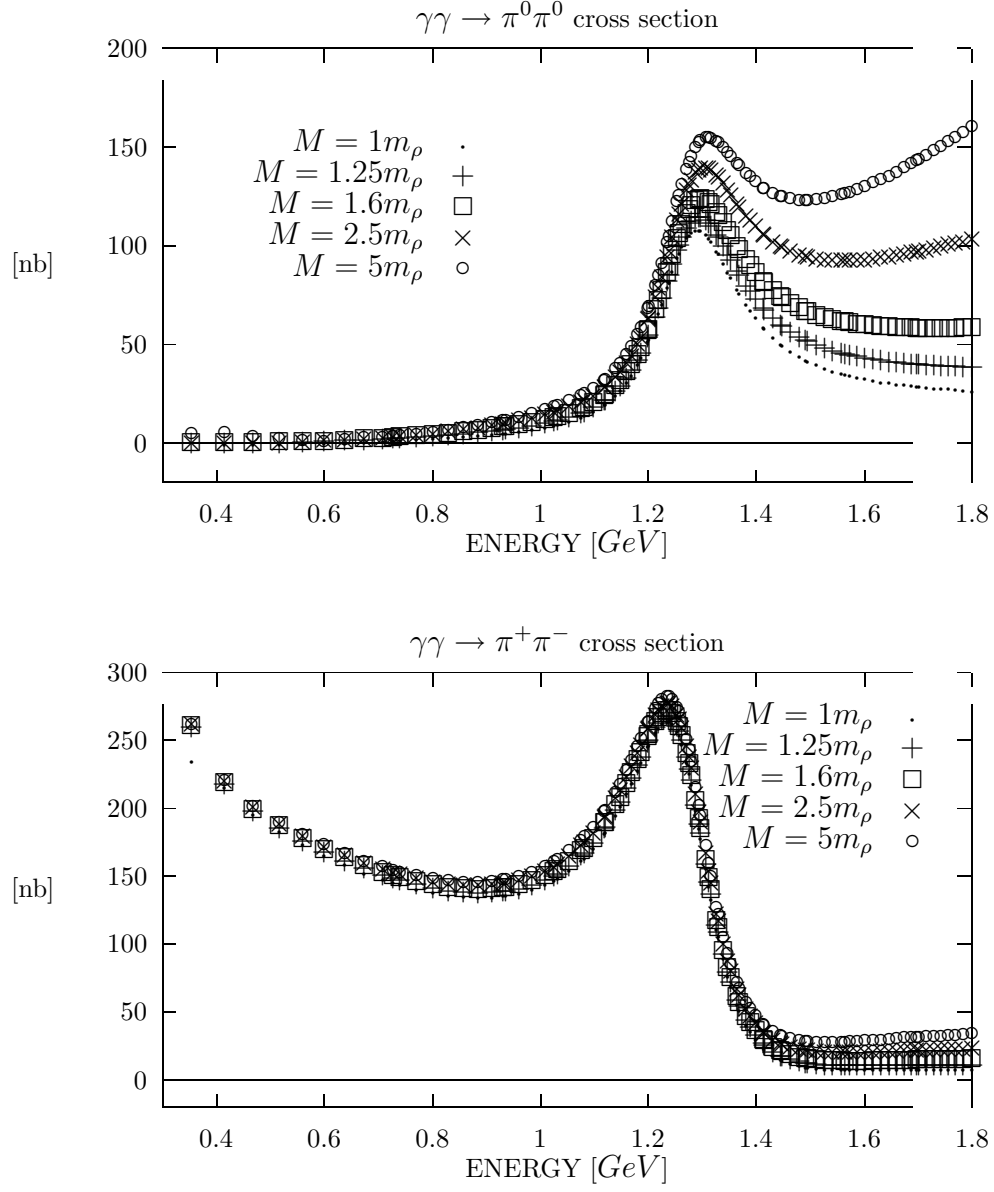 γγ → π⁰π⁰ cross section
200
150
100
50
0
[nb]
M = 1m_ρ
M = 1.25m_ρ
M = 1.6m_ρ
M = 2.5m_ρ
M = 5m_ρ
0.4 0.6 0.8 1 1.2 1.4 1.6 1.8
ENERGY [GeV]
γγ → π⁺π⁻ cross section
300
250
200
150
100
50
0
[nb]
M = 1m_ρ
M = 1.25m_ρ
M = 1.6m_ρ
M = 2.5m_ρ
M = 5m_ρ
0.4 0.6 0.8 1 1.2 1.4 1.6 1.8
ENERGY [GeV]